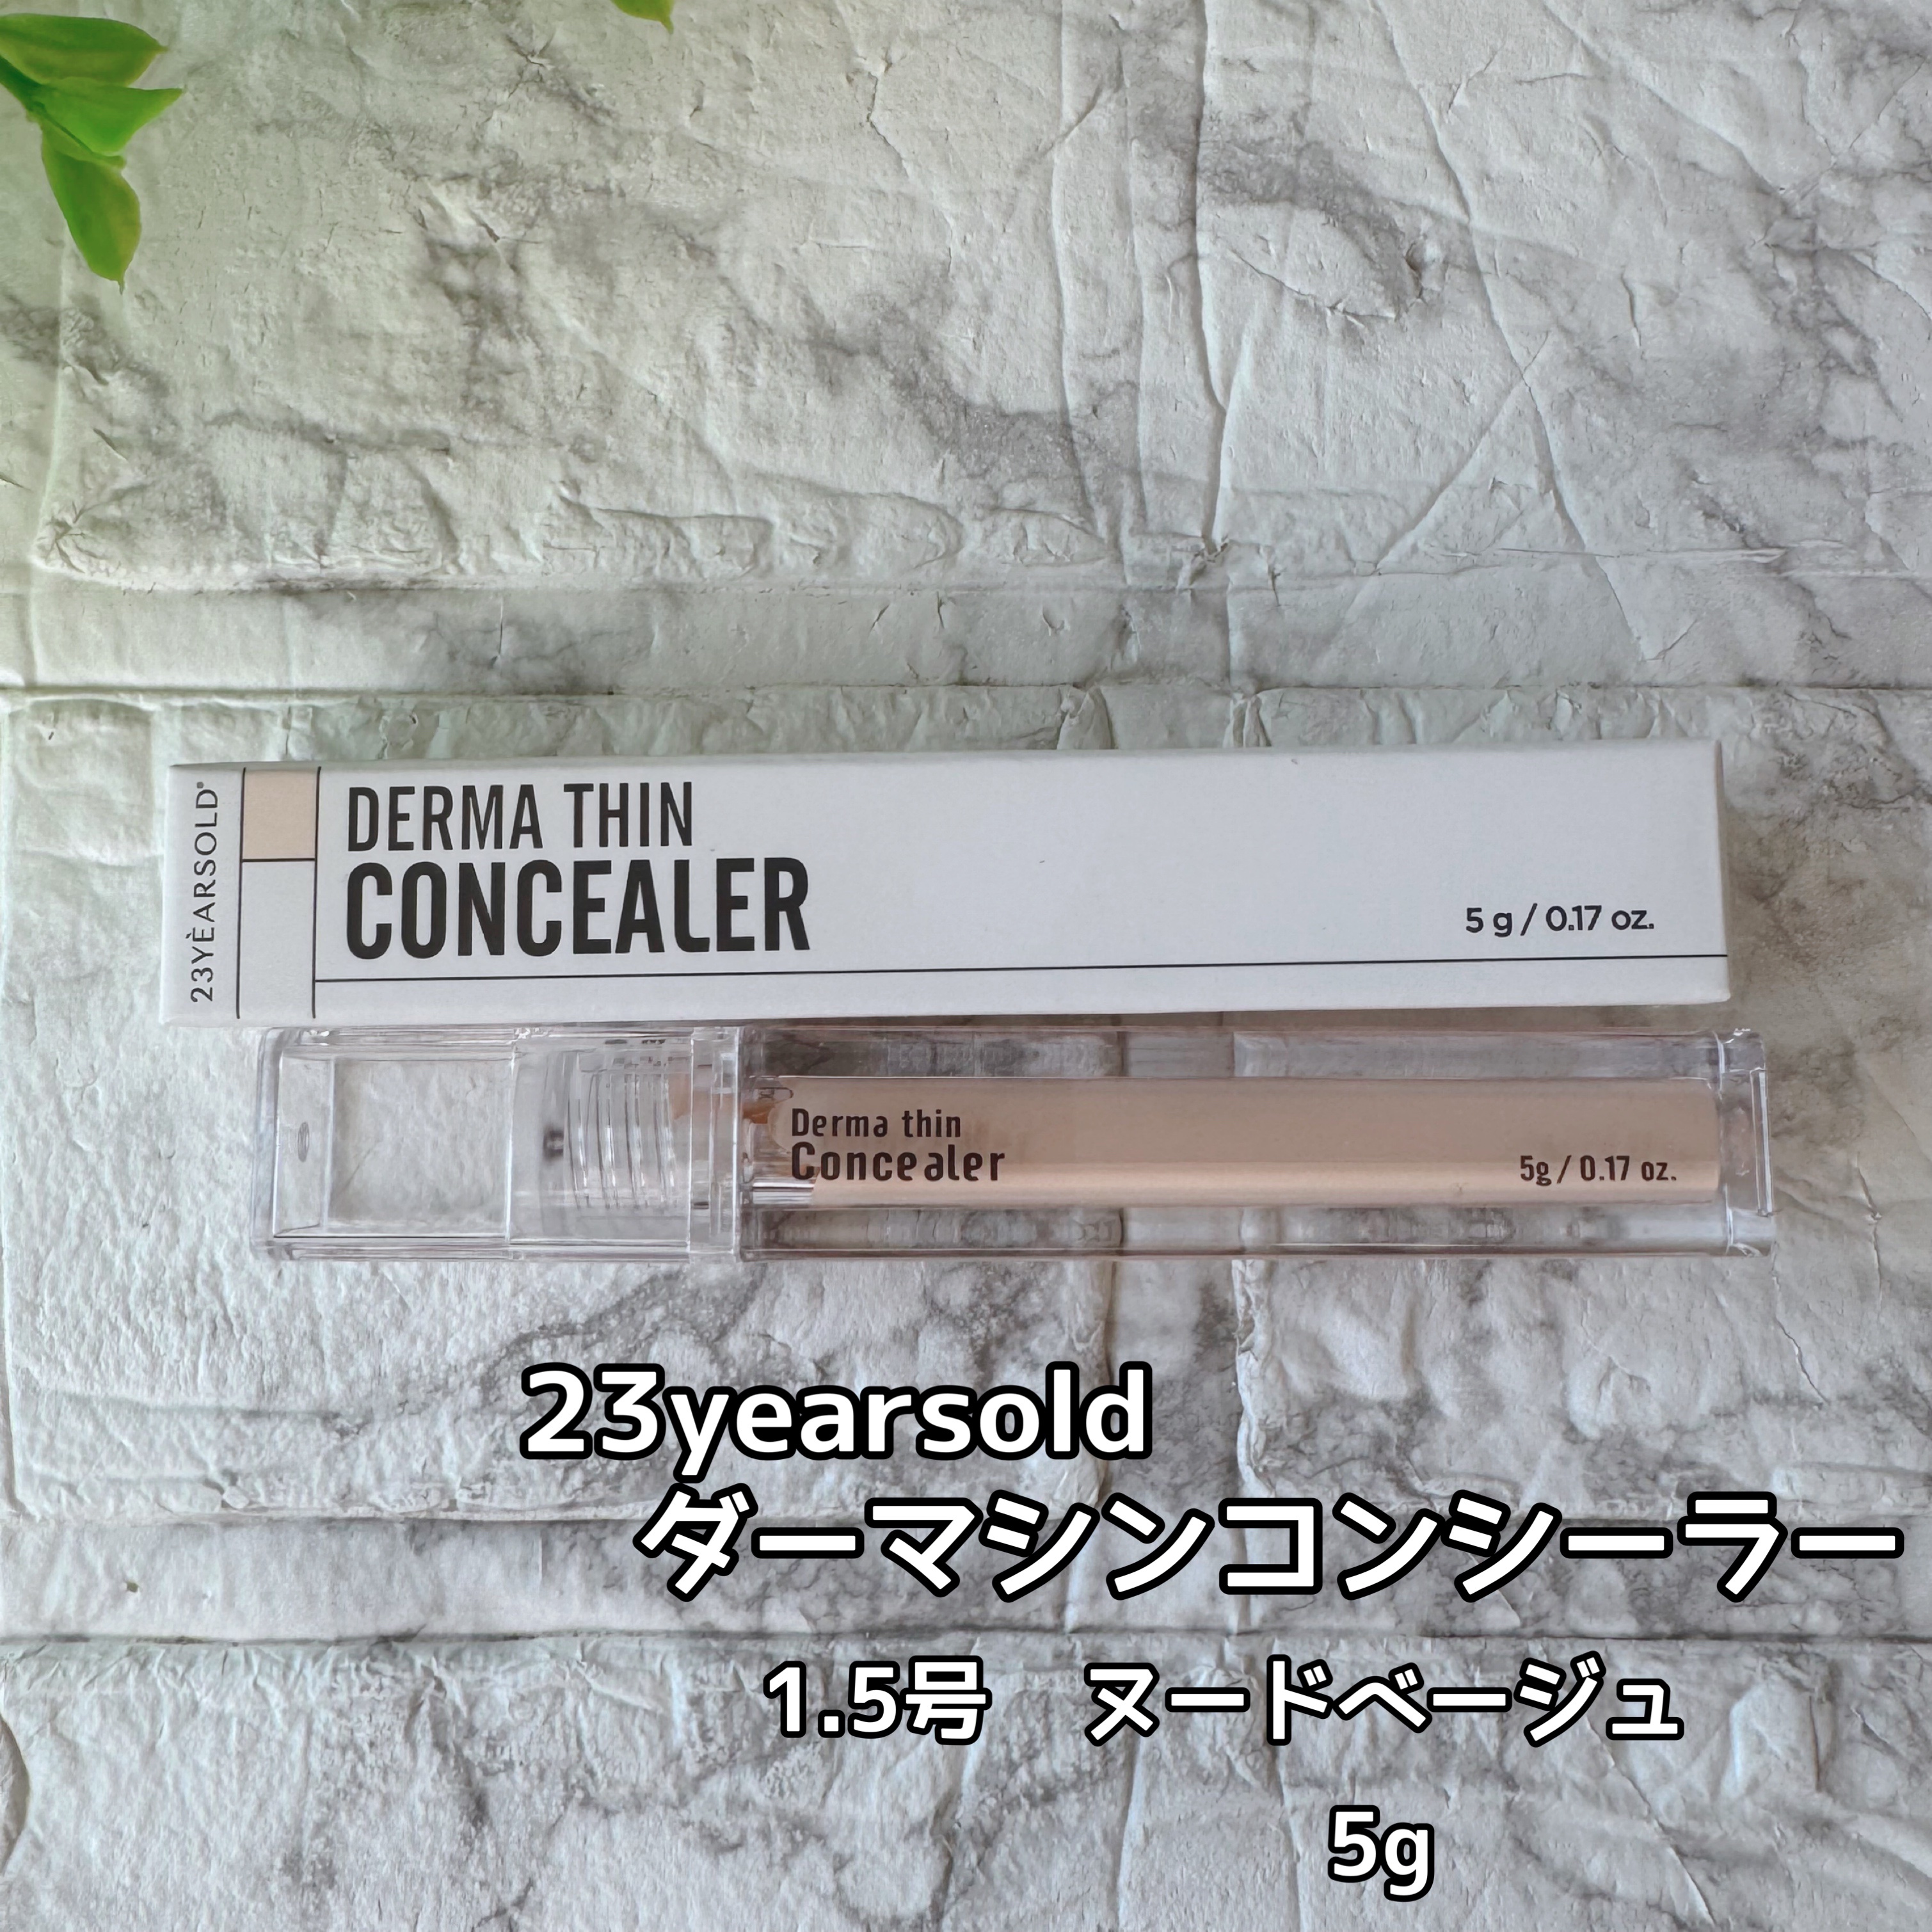 23YÈARSOLD®
DERMA THIN
CONCEALER
5 g / 0.17 oz.
Derma thin
Concealer
5g / 0.17 oz.
23yearsold
ダーマシンコンシーラー
1.5号　ヌードベージュ
5g